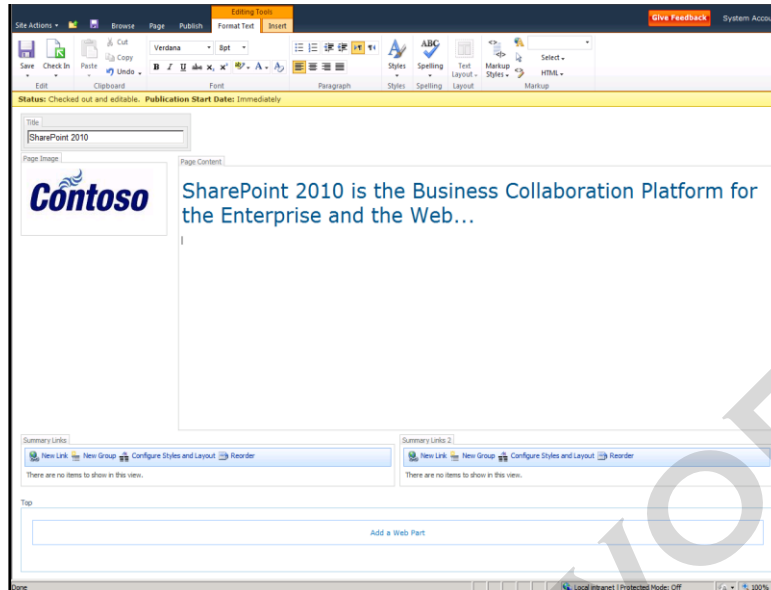 Editing Tools
Site Actions Browse Page Publish Format Text Insert Give Feedback System Accou
Save Check In Paste Cut Copy Undo Verdana 8pt B I U abc x, x² A A Styles Spelling ABC Text Layout Markup Styles Select HTML
Edit Clipboard Font Paragraph Styles Spelling Layout Markup
Status: Checked out and editable. Publication Start Date: Immediately
Title
SharePoint 2010
Page Image
Contoso
Page Content
SharePoint 2010 is the Business Collaboration Platform for
the Enterprise and the Web...
Summary Links
New Link New Group Configure Styles and Layout Reorder
There are no items to show in this view.
Summary Links 2
New Link New Group Configure Styles and Layout Reorder
There are no items to show in this view.
Top
Add a Web Part
Done Local intranet | Protected Mode: Off 100%